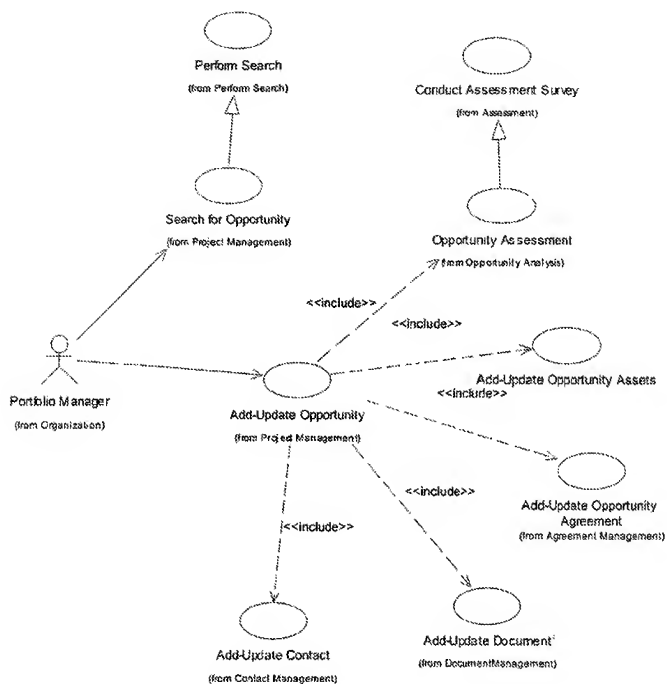 Perform Search
(from Perform Search)
Conduct Assessment Survey
(from Assessment)
Search for Opportunity
(from Project Management)
Opportunity Assessment
(from Opportunity Analysis)
<<include>>
<<include>>
Add-Update Opportunity Assets
<<include>>
Portfolio Manager
(from Organization)
Add-Update Opportunity
(from Project Management)
<<include>>
Add-Update Opportunity
Agreement
(from Agreement Management)
<<include>>
Add-Update Document
(from DocumentManagement)
Add-Update Contact
(from Contact Management)